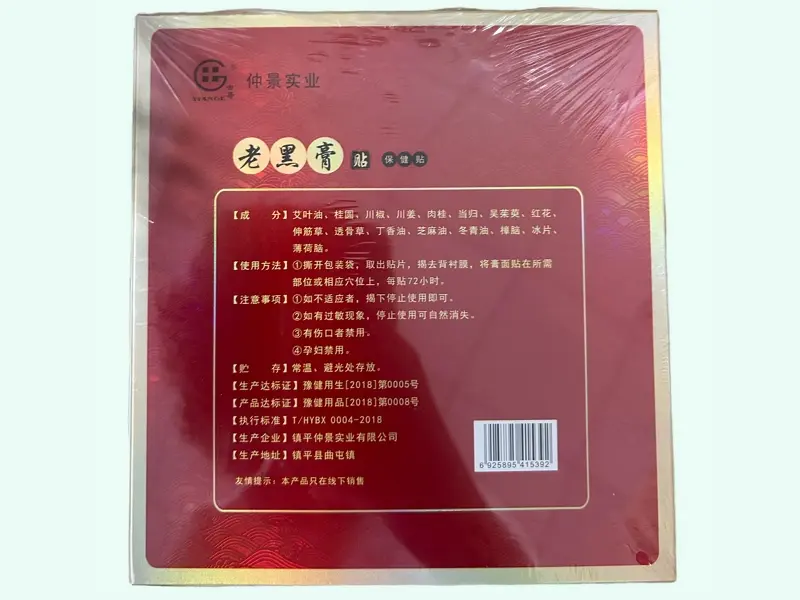 仲景实业
老黑膏贴 保健贴
【成 分】艾叶油、桂圆、川椒、川姜、肉桂、当归、吴茱萸、红花、
伸筋草、透骨草、丁香油、芝麻油、冬青油、樟脑、冰片、
薄荷脑。
【使用方法】①撕开包装袋,取出贴片,揭去背衬膜,将膏面贴在所需
部位或相应穴位上,每贴72小时。
【注意事项】①如不适应者,揭下停止使用即可。
②如有过敏现象,停止使用可自然消失。
③有伤口者禁用。
④孕妇禁用。
【贮 存】常温、避光处存放。
【生产达标证】豫健用生[2018]第0005号
【产品达标证】豫健用品[2018]第0008号
【执行标准】T/HYBX 0004-2018
【生产企业】镇平仲景实业有限公司
【生产地址】镇平县曲屯镇
6 925895 415392
友情提示:本产品只在线下销售